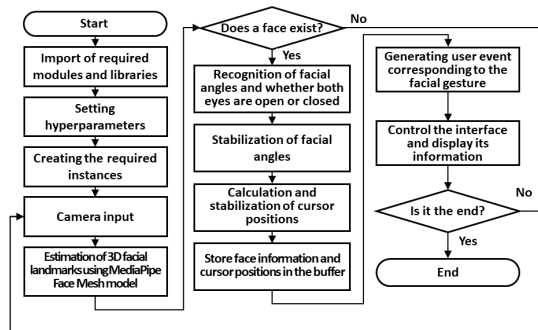 Start
Import of required
modules and libraries
Setting
hyperparameters
Creating the required
instances
Camera input
Estimation of 3D facial
landmarks using MediaPipe
Face Mesh model
Does a face exist?
No
Yes
Recognition of facial
angles and whether both
eyes are open or closed
Stabilization of facial
angles
Calculation and
stabilization of cursor
positions
Store face information and
cursor positions in the buffer
Generating user event
corresponding to the
facial gesture
Control the interface
and display its
information
Is it the end?
No
Yes
End